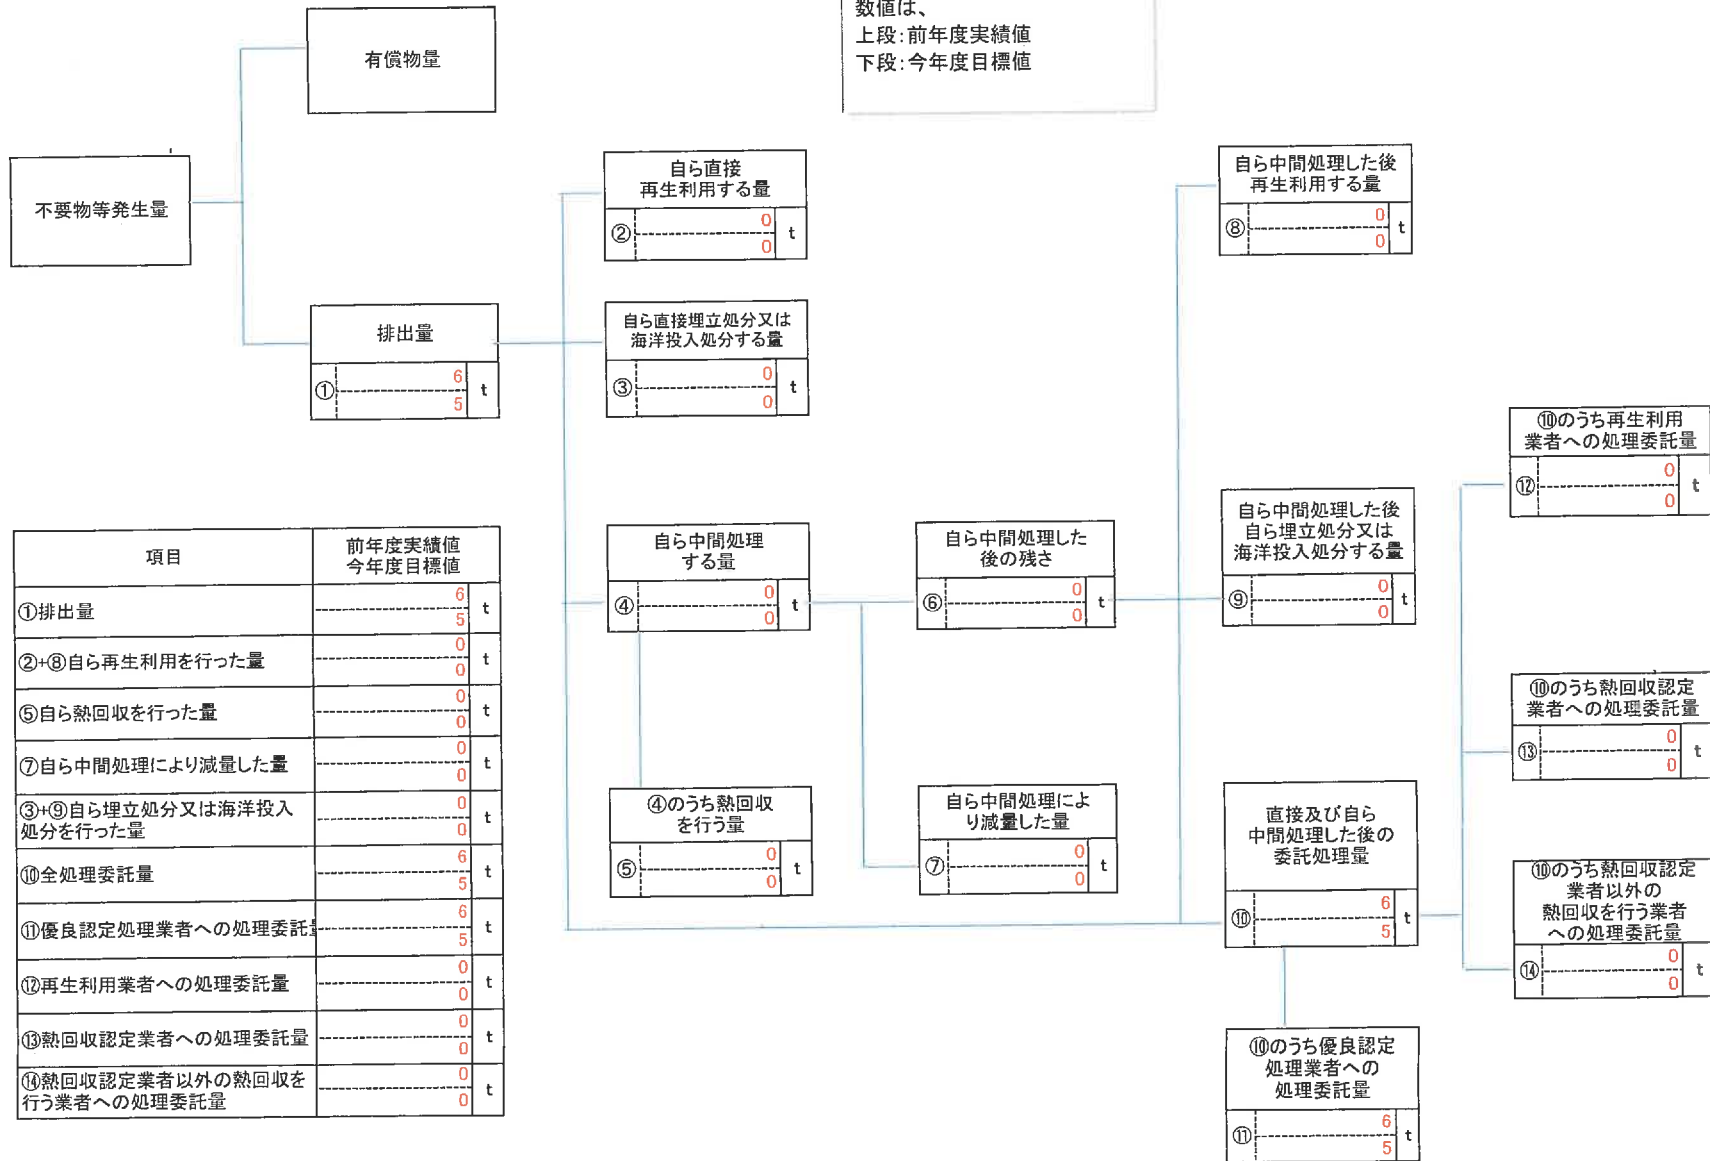 数値は、
上段:前年度実績値
下段:今年度目標値
有償物量
不要物等発生量
排出量
①
6
5
t
自ら直接
再生利用する量
②
0
0
t
自ら直接埋立処分又は
海洋投入処分する量
③
0
0
t
自ら中間処理
する量
④
0
0
t
④のうち熱回収
を行う量
⑤
0
0
t
自ら中間処理した
後の残さ
⑥
0
0
t
自ら中間処理によ
り減量した量
⑦
0
0
t
自ら中間処理した後
再生利用する量
⑧
0
0
t
自ら中間処理した後
自ら埋立処分又は
海洋投入処分する量
⑨
0
0
t
直接及び自ら
中間処理した後の
委託処理量
⑩
6
5
t
⑩のうち優良認定
処理業者への
処理委託量
⑪
6
5
t
⑩のうち再生利用
業者への処理委託量
⑫
0
0
t
⑩のうち熱回収認定
業者への処理委託量
⑬
0
0
t
⑩のうち熱回収認定
業者以外の
熱回収を行う業者
への処理委託量
⑭
0
0
t
項目
前年度実績値
今年度目標値
①排出量
6
5
t
②+⑧自ら再生利用を行った量
0
0
t
⑤自ら熱回収を行った量
0
0
t
⑦自ら中間処理により減量した量
0
0
t
③+⑨自ら埋立処分又は海洋投入
処分を行った量
0
0
t
⑩全処理委託量
6
5
t
⑪優良認定処理業者への処理委託
6
5
t
⑫再生利用業者への処理委託量
0
0
t
⑬熱回収認定業者への処理委託量
0
0
t
⑭熱回収認定業者以外の熱回収を
行う業者への処理委託量
0
0
t